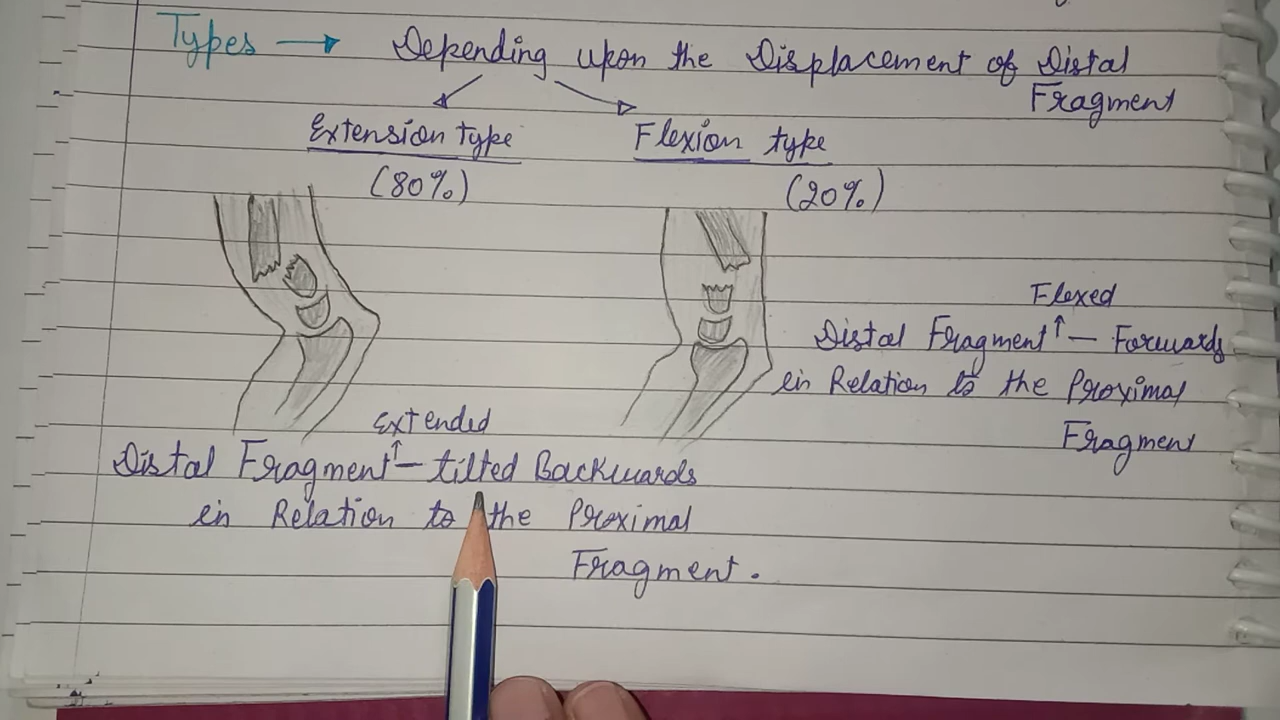 Types → Depending upon the Displacement of Distal
Fragment
Extension type
Flexion type
(80%)
(20%)
Flexed
Distal Fragment ↑ — Forwards
in Relation to the Proximal
Fragment
Extended
Distal Fragment ↑ — tilted Backwards
in Relation to the Proximal
Fragment.